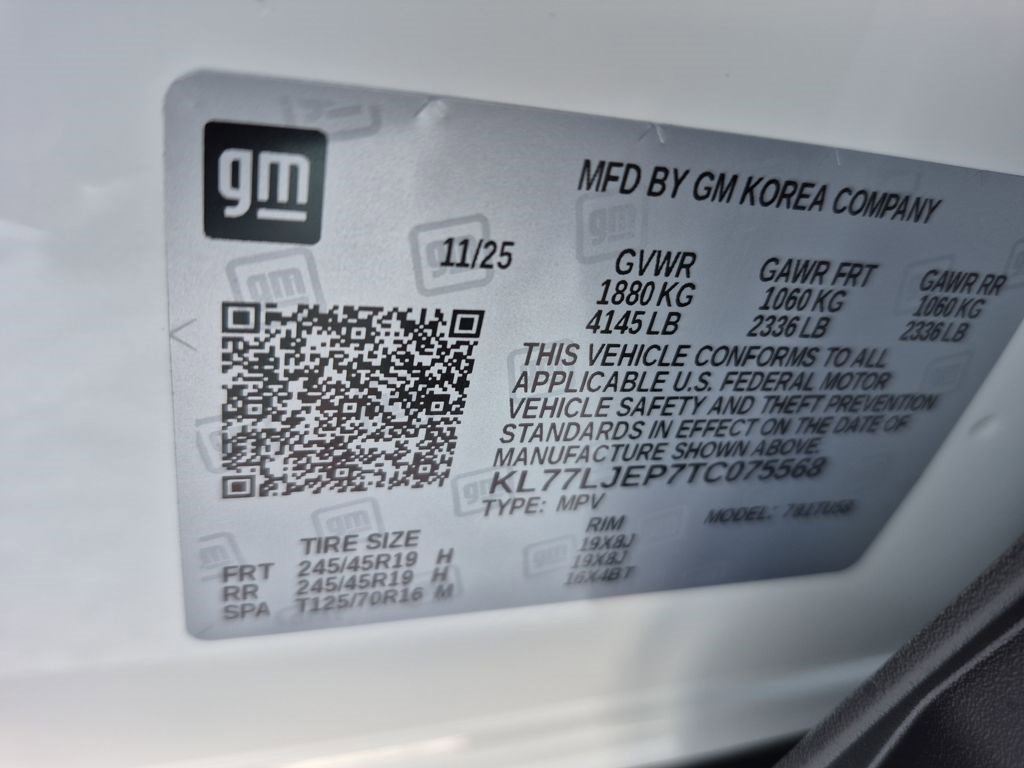 gm
MFD BY GM KOREA COMPANY
11/25
GVWR GAWR FRT GAWR RR
1880 KG 1060 KG 1060 KG
4145 LB 2336 LB 2336 LB
THIS VEHICLE CONFORMS TO ALL
APPLICABLE U.S. FEDERAL MOTOR
VEHICLE SAFETY AND THEFT PREVENTION
STANDARDS IN EFFECT ON THE DATE OF
MANUFACTURE SHOWN ABOVE.
KL77LJEP7TC075568
TYPE: MPV MODEL:
TIRE SIZE RIM
FRT 245/45R19 H 19X8J
RR 245/45R19 H 19X8J
SPA T125/70R16 M 16X4BT